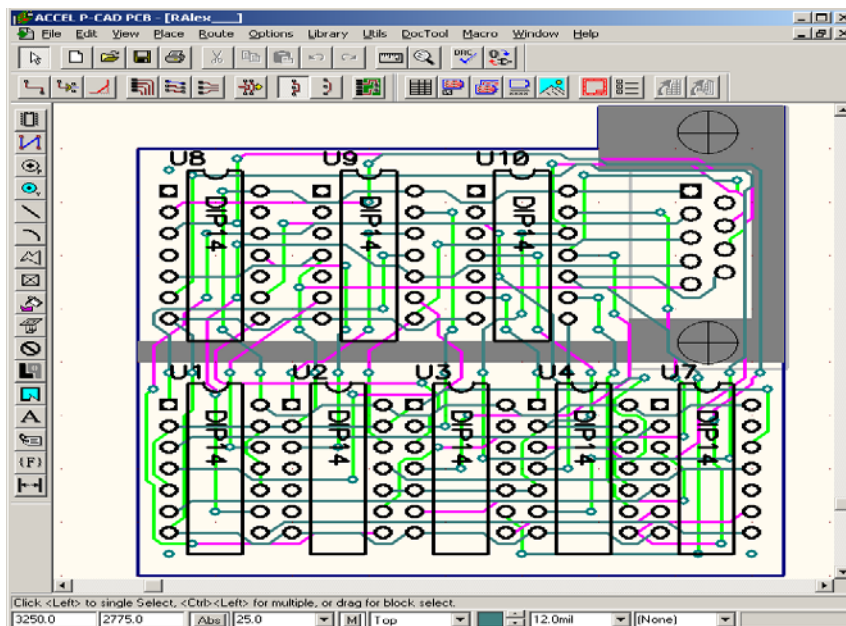 ACCEL P-CAD PCB - [RAlex___]
File Edit View Place Route Options Library Utils DocTool Macro Window Help
DRC
U8 U9 U10
DIP14 DIP14 DIP14
U1 U2 U3 U4 U7
DIP14 DIP14 DIP14 DIP14 DIP14
A
{F}
Click <Left> to single Select, <Ctrl><Left> for multiple, or drag for block select.
3250.0 2775.0 Abs 25.0 M Top 12.0mil (None)